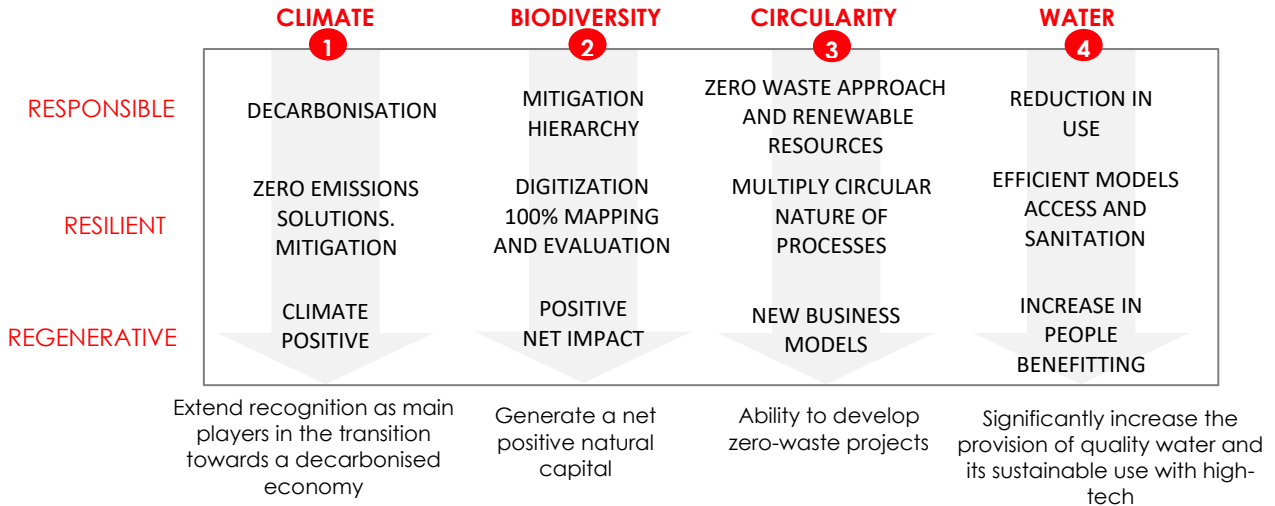 CLIMATE
BIODIVERSITY
CIRCULARITY
WATER
1
2
3
4
RESPONSIBLE
DECARBONISATION
MITIGATION
HIERARCHY
ZERO WASTE APPROACH
AND RENEWABLE
RESOURCES
REDUCTION IN
USE
RESILIENT
ZERO EMISSIONS
SOLUTIONS.
MITIGATION
DIGITIZATION
100% MAPPING
AND EVALUATION
MULTIPLY CIRCULAR
NATURE OF
PROCESSES
EFFICIENT MODELS
ACCESS AND
SANITATION
REGENERATIVE
CLIMATE
POSITIVE
POSITIVE
NET IMPACT
NEW BUSINESS
MODELS
INCREASE IN
PEOPLE
BENEFITTING
Extend recognition as main
players in the transition
towards a decarbonised
economy
Generate a net
positive natural
capital
Ability to develop
zero-waste projects
Significantly increase the
provision of quality water and
its sustainable use with high-
tech